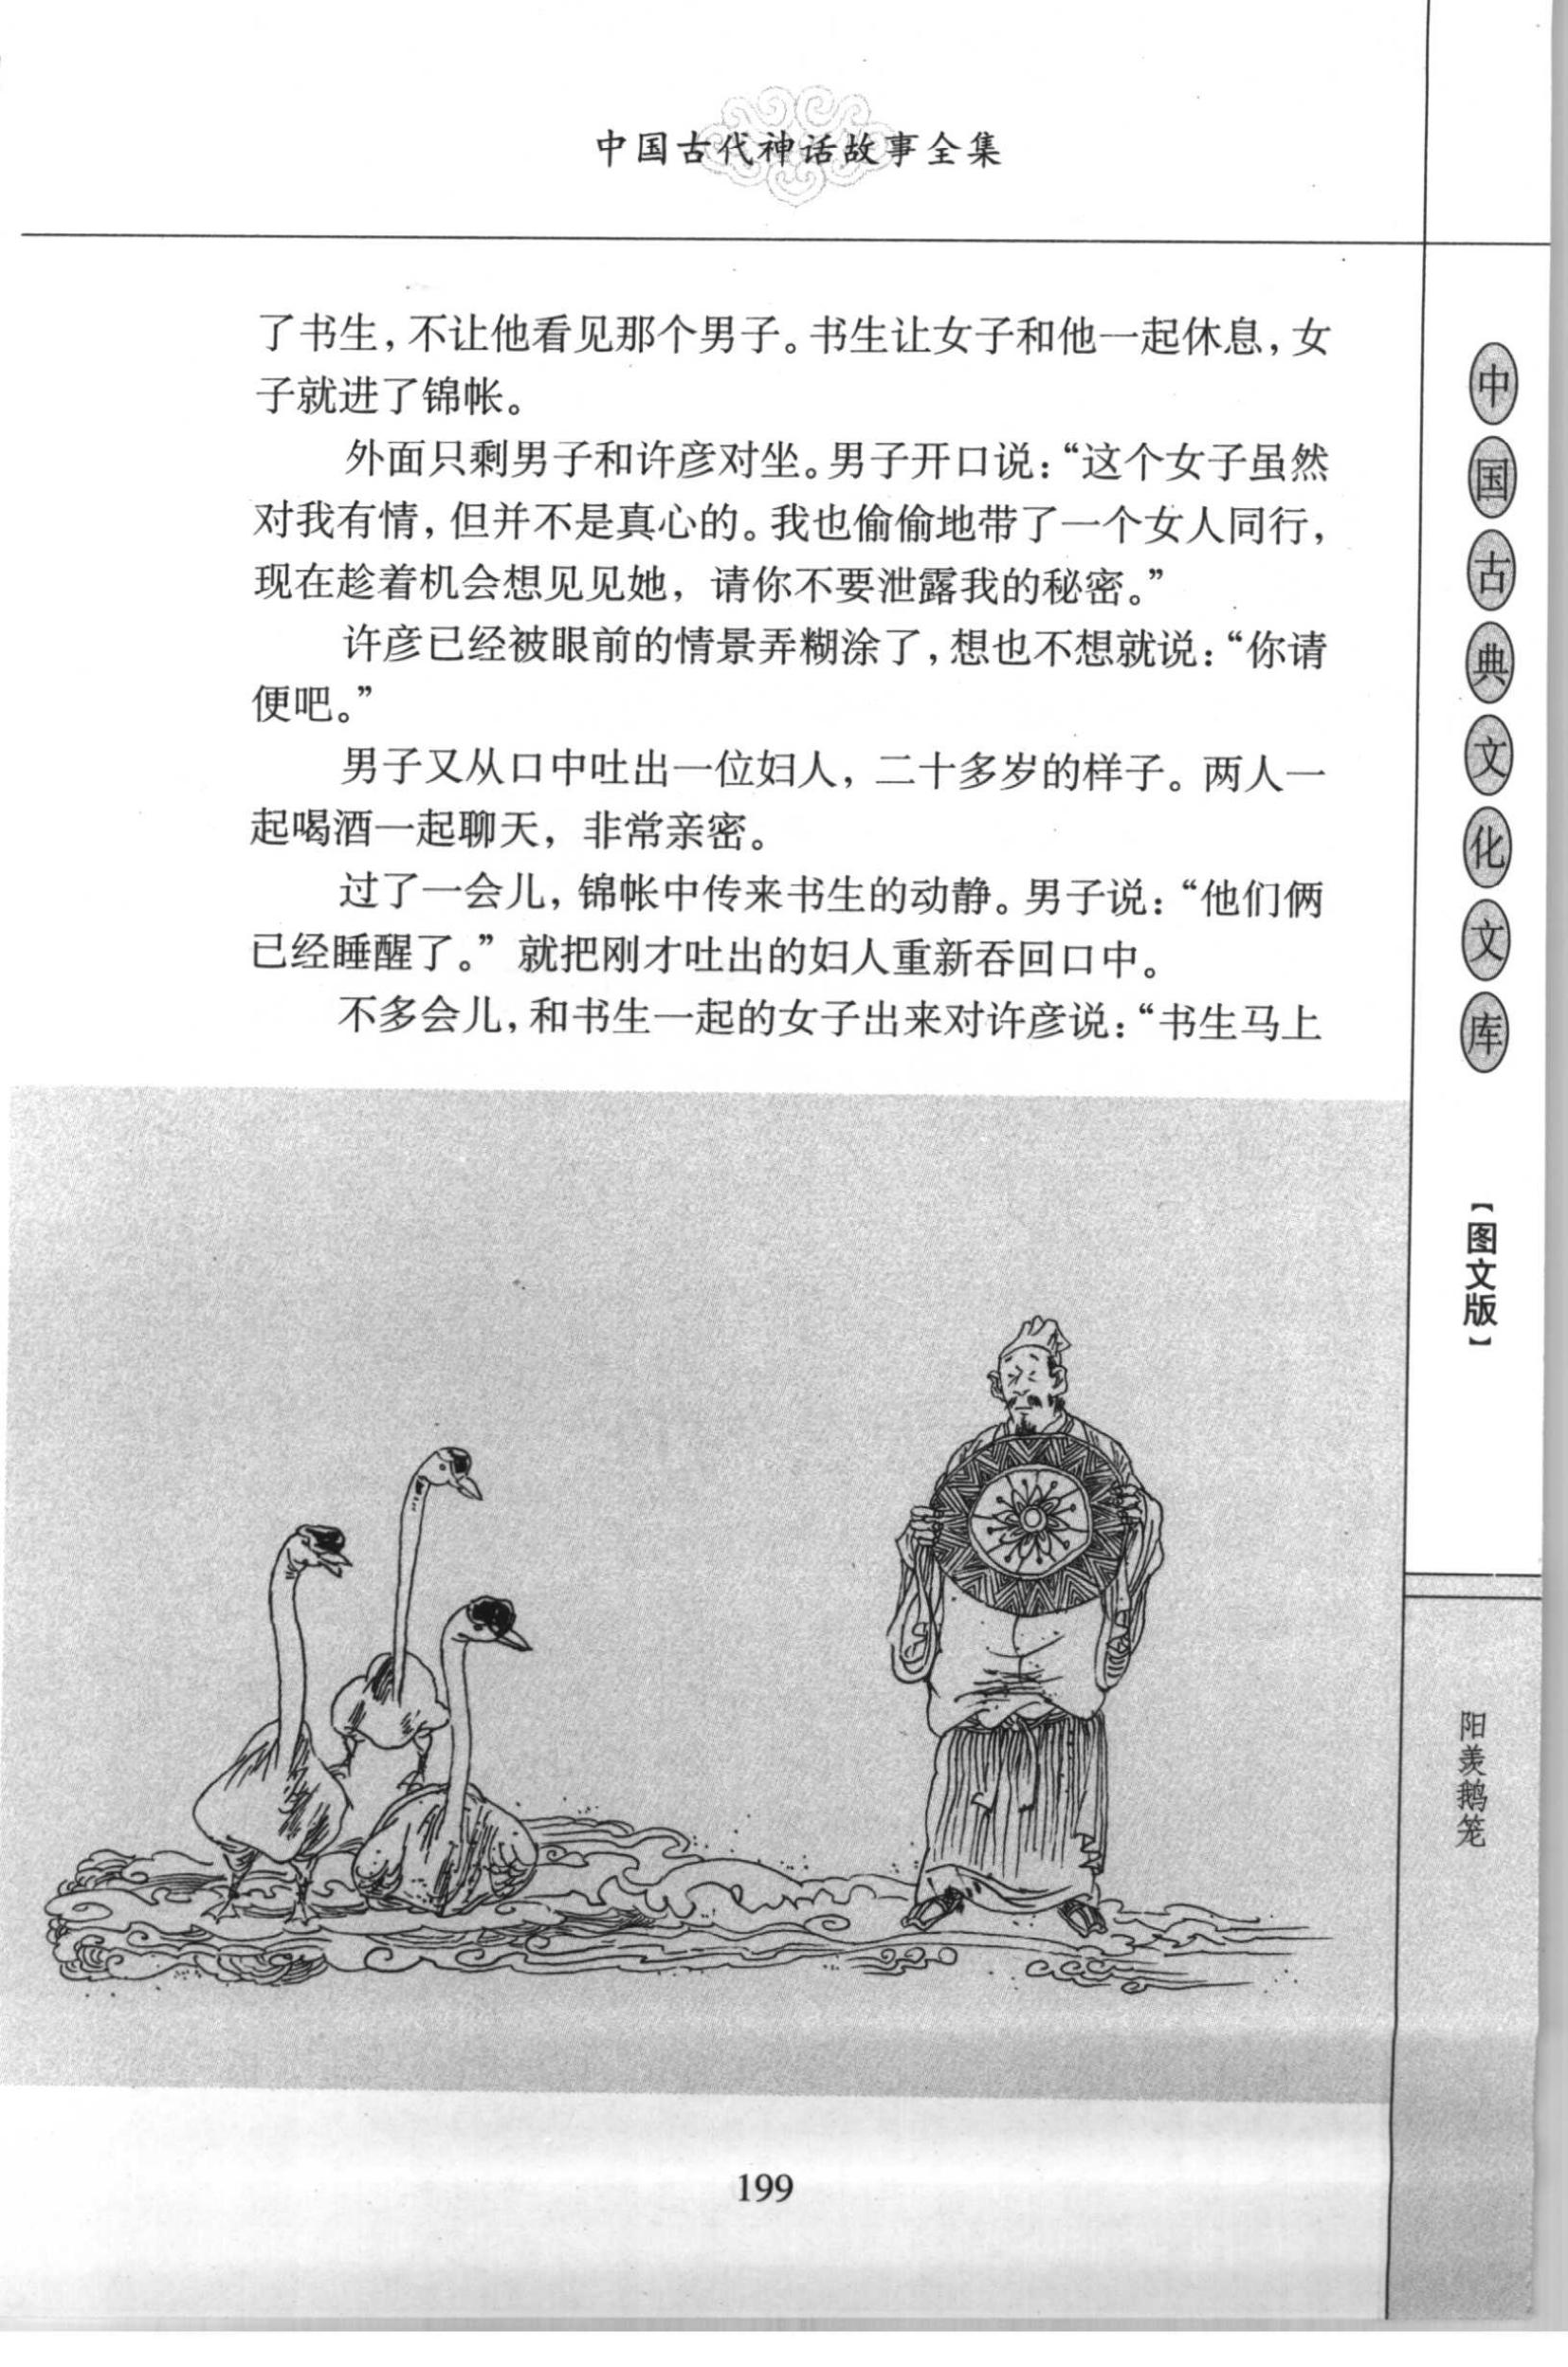 中国古代神话故事全集
了书生，不让他看见那个男子。书生让女子和他一起休息，女
子就进了锦帐。
外面只剩男子和许彦对坐。男子开口说：“这个女子虽然
对我有情，但并不是真心的。我也偷偷地带了一个女人同行，
现在趁着机会想见见她，请你不要泄露我的秘密。”
许彦已经被眼前的情景弄糊涂了，想也不想就说：“你请
便吧。”
男子又从口中吐出一位妇人，二十多岁的样子。两人一
起喝酒一起聊天，非常亲密。
过了一会儿，锦帐中传来书生的动静。男子说：“他们俩
已经睡醒了。”就把刚才吐出的妇人重新吞回口中。
不多会儿，和书生一起的女子出来对许彦说：“书生马上
中国古典文化文库
【图文版】
阳羡鹅笼
199